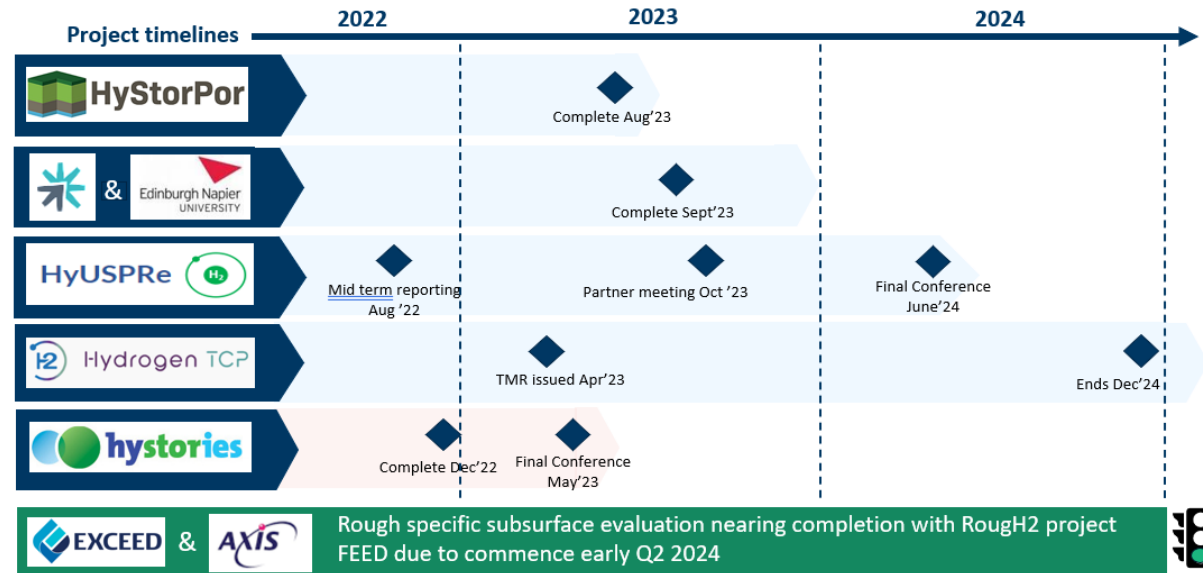 2022
2023
2024
Project timelines
HyStorPor
Complete Aug'23
&
Edinburgh Napier
UNIVERSITY
Complete Sept'23
HyUSPRe
H₂
Mid term reporting
Aug '22
Partner meeting Oct '23
Final Conference
June'24
H2
Hydrogen TCP
TMR issued Apr'23
Ends Dec'24
hystories
Complete Dec'22
Final Conference
May'23
EXCEED
&
AXIS
Rough specific subsurface evaluation nearing completion with RougH2 project
FEED due to commence early Q2 2024